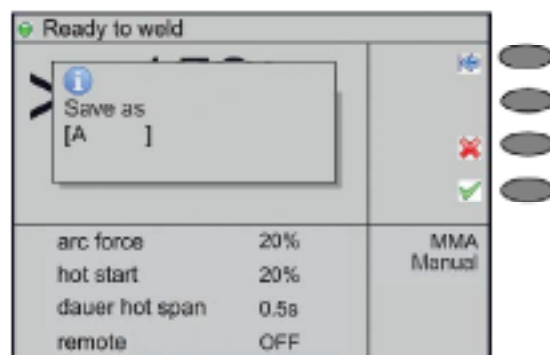 Ready to weld
Save as
[A ]
arc force 20%
hot start 20%
dauer hot span 0.5s
remote OFF
MMA
Manual